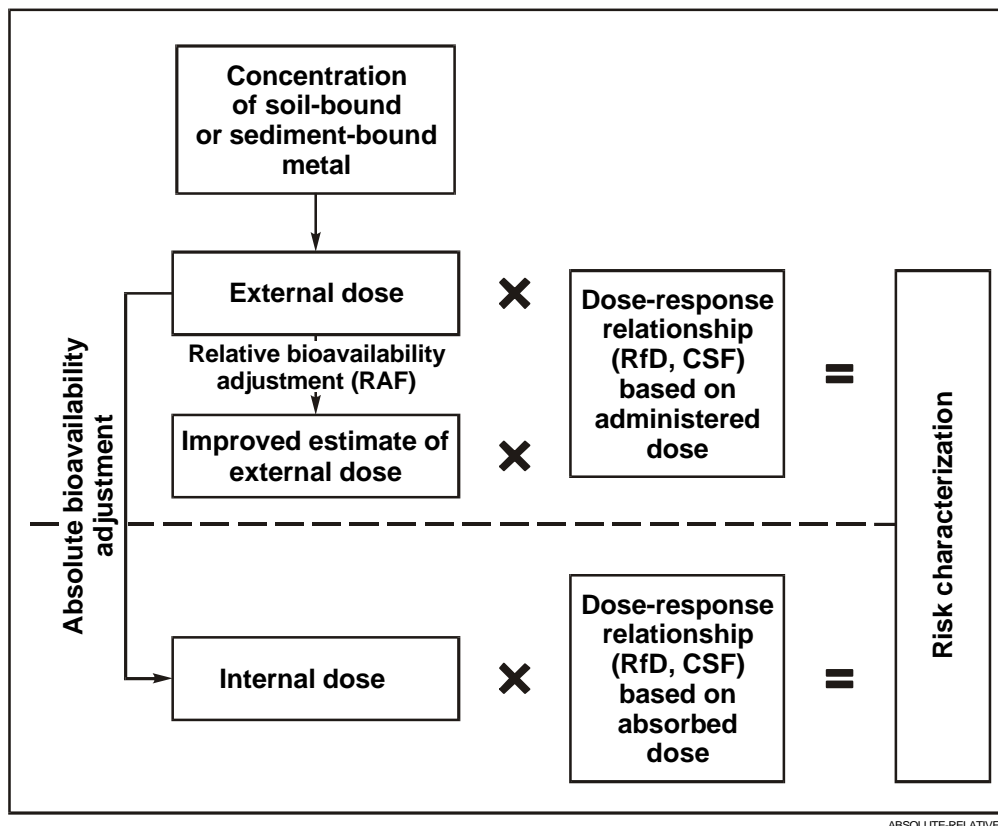 Concentration
of soil-bound
or sediment-bound
metal
External dose
×
Dose-response
relationship
(RfD, CSF)
based on
administered
dose
=
Relative bioavailability
adjustment (RAF)
Improved estimate of
external dose
×
Absolute bioavailability
adjustment
Internal dose
×
Dose-response
relationship
(RfD, CSF)
based on
absorbed
dose
=
Risk characterization
ABSOLUTE-RELATIVE